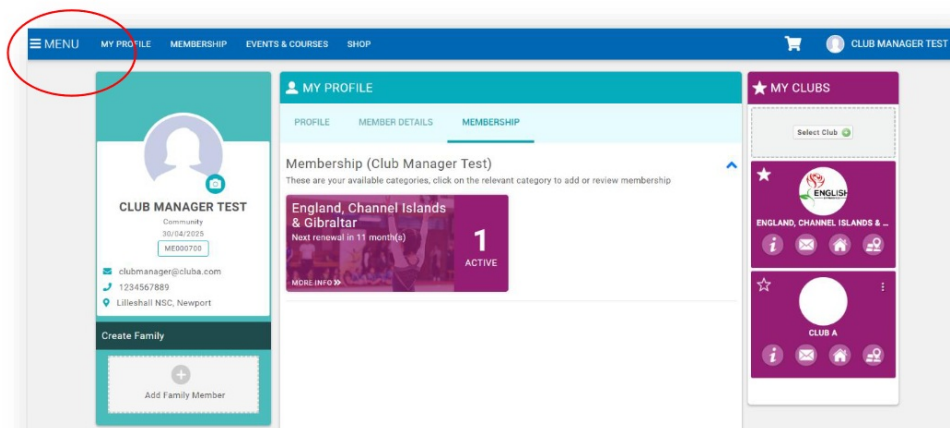 MENU
MY PROFILE
MEMBERSHIP
EVENTS & COURSES
SHOP
CLUB MANAGER TEST
CLUB MANAGER TEST
Community
30/04/2025
ME000700
clubmanager@cluba.com
1234567889
Lilleshall NSC, Newport
Create Family
Add Family Member
MY PROFILE
PROFILE
MEMBER DETAILS
MEMBERSHIP
Membership (Club Manager Test)
These are your available categories, click on the relevant category to add or review membership
England, Channel Islands
& Gibraltar
Next renewal in 11 month(s)
MORE INFO
1
ACTIVE
MY CLUBS
Select Club
ENGLISH
ENGLAND, CHANNEL ISLANDS & ...
CLUB A